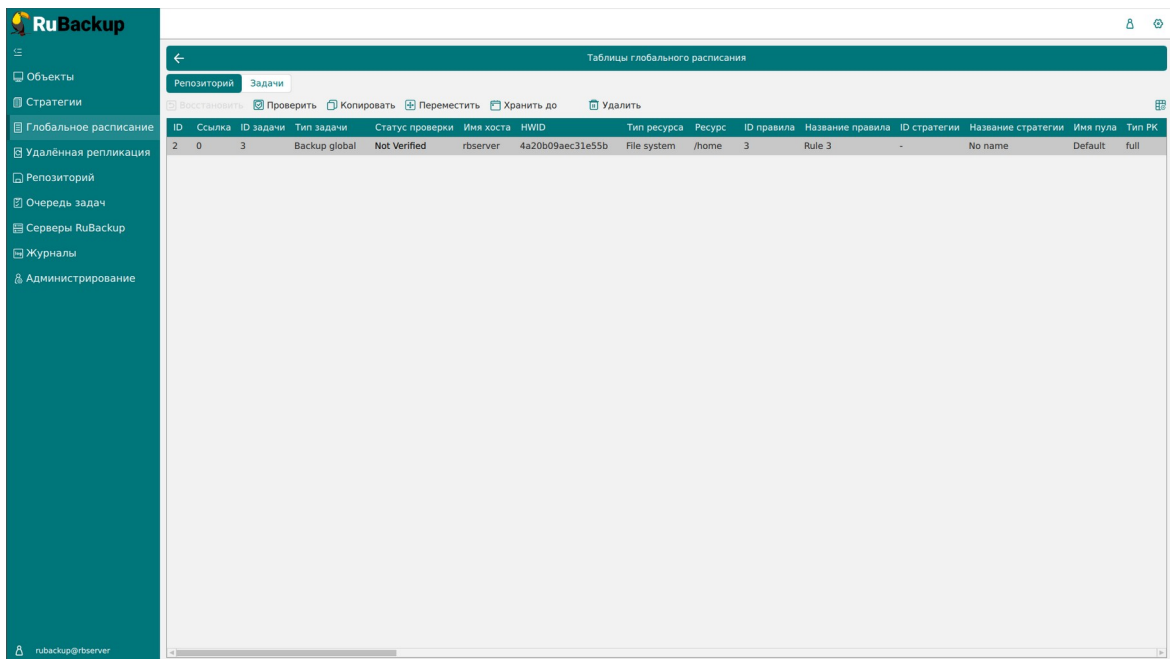 RuBackup
Таблицы глобального расписания
Объекты
Стратегии
Глобальное расписание
Удалённая репликация
Репозиторий
Очередь задач
Серверы RuBackup
Журналы
Администрирование
rubackup@rbserver
Репозиторий Задачи
Восстановить Проверить Копировать Переместить Хранить до Удалить
ID Ссылка ID задачи Тип задачи Статус проверки Имя хоста HWID Тип ресурса Ресурс ID правила Название правила ID стратегии Название стратегии Имя пула Тип РК
2 0 3 Backup global Not Verified rbserver 4a20b09aec31e55b File system /home 3 Rule 3 - No name Default full